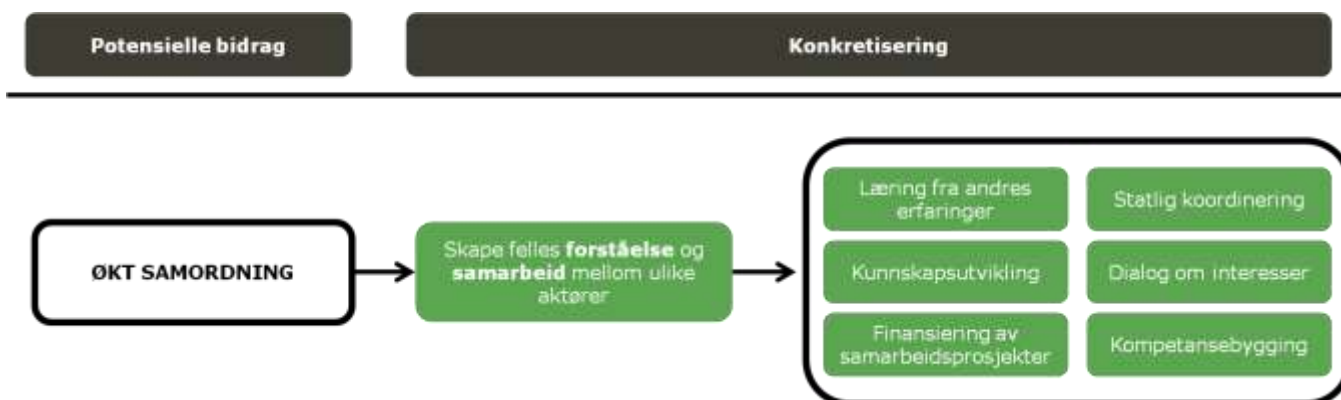 Potensielle bidrag
Konkretisering
ØKT SAMORDNING
Skape felles forståelse og
samarbeid mellom ulike
aktører
Læring fra andres
erfaringer
Statlig koordinering
Kunnskapsutvikling
Dialog om interesser
Finansiering av
samarbeidsprosjekter
Kompetansebygging